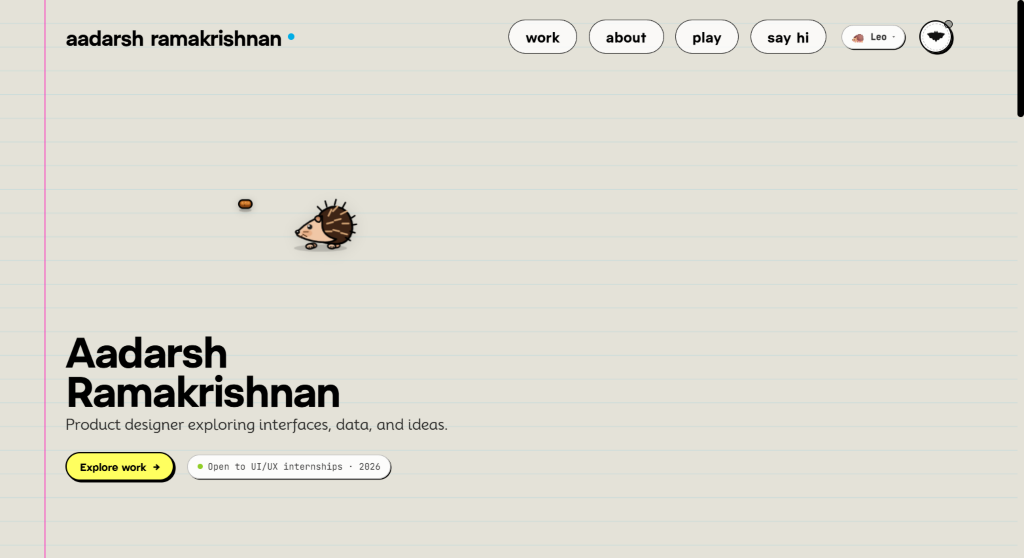 aadarsh ramakrishnan
work
about
play
say hi
Leo ·
Aadarsh
Ramakrishnan
Product designer exploring interfaces, data, and ideas.
Explore work →
Open to UI/UX internships · 2026